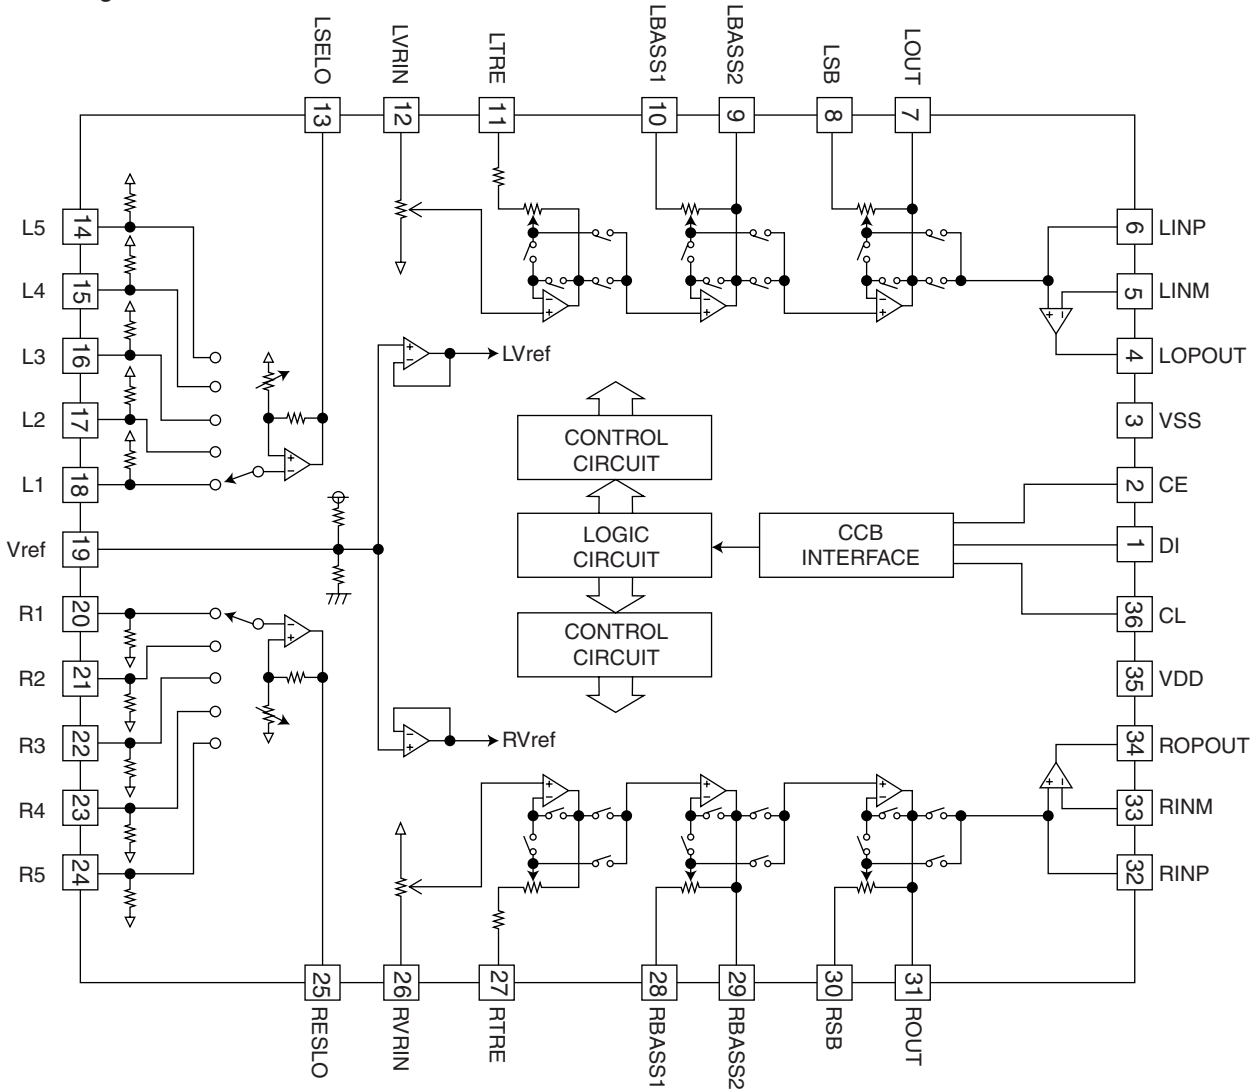 LSELO
LVRIN
LTRE
LBASS1
LBASS2
LSB
LOUT
13
12
11
10
9
8
7
L5 14
L4 15
L3 16
L2 17
L1 18
Vref 19
R1 20
R2 21
R3 22
R4 23
R5 24
LVref
CONTROL
CIRCUIT
LOGIC
CIRCUIT
CONTROL
CIRCUIT
CCB
INTERFACE
RVref
6 LINP
5 LINM
4 LOPOUT
3 VSS
2 CE
1 DI
36 CL
35 VDD
34 ROPOUT
33 RINM
32 RINP
25
26
27
28
29
30
31
RESLO
RVRIN
RTRE
RBASS1
RBASS2
RSB
ROUT